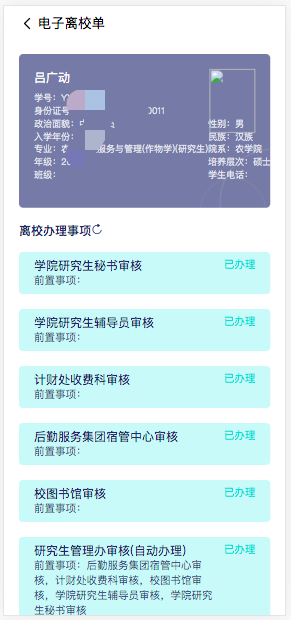 电子离校单
吕广动
学号：
身份证号 0011
政治面貌： 性别：男
入学年份： 民族：汉族
专业： 服务与管理(作物学)(研究生) 院系：农学院
年级：2 培养层次：硕士
班级： 学生电话：
离校办理事项
学院研究生秘书审核 已办理
前置事项：
学院研究生辅导员审核 已办理
前置事项：
计财处收费科审核 已办理
前置事项：
后勤服务集团宿管中心审核 已办理
前置事项：
校图书馆审核 已办理
前置事项：
研究生管理办审核(自动办理) 已办理
前置事项：后勤服务集团宿管中心审
核，计财处收费科审核，校图书馆审
核，学院研究生辅导员审核，学院研究
生秘书审核